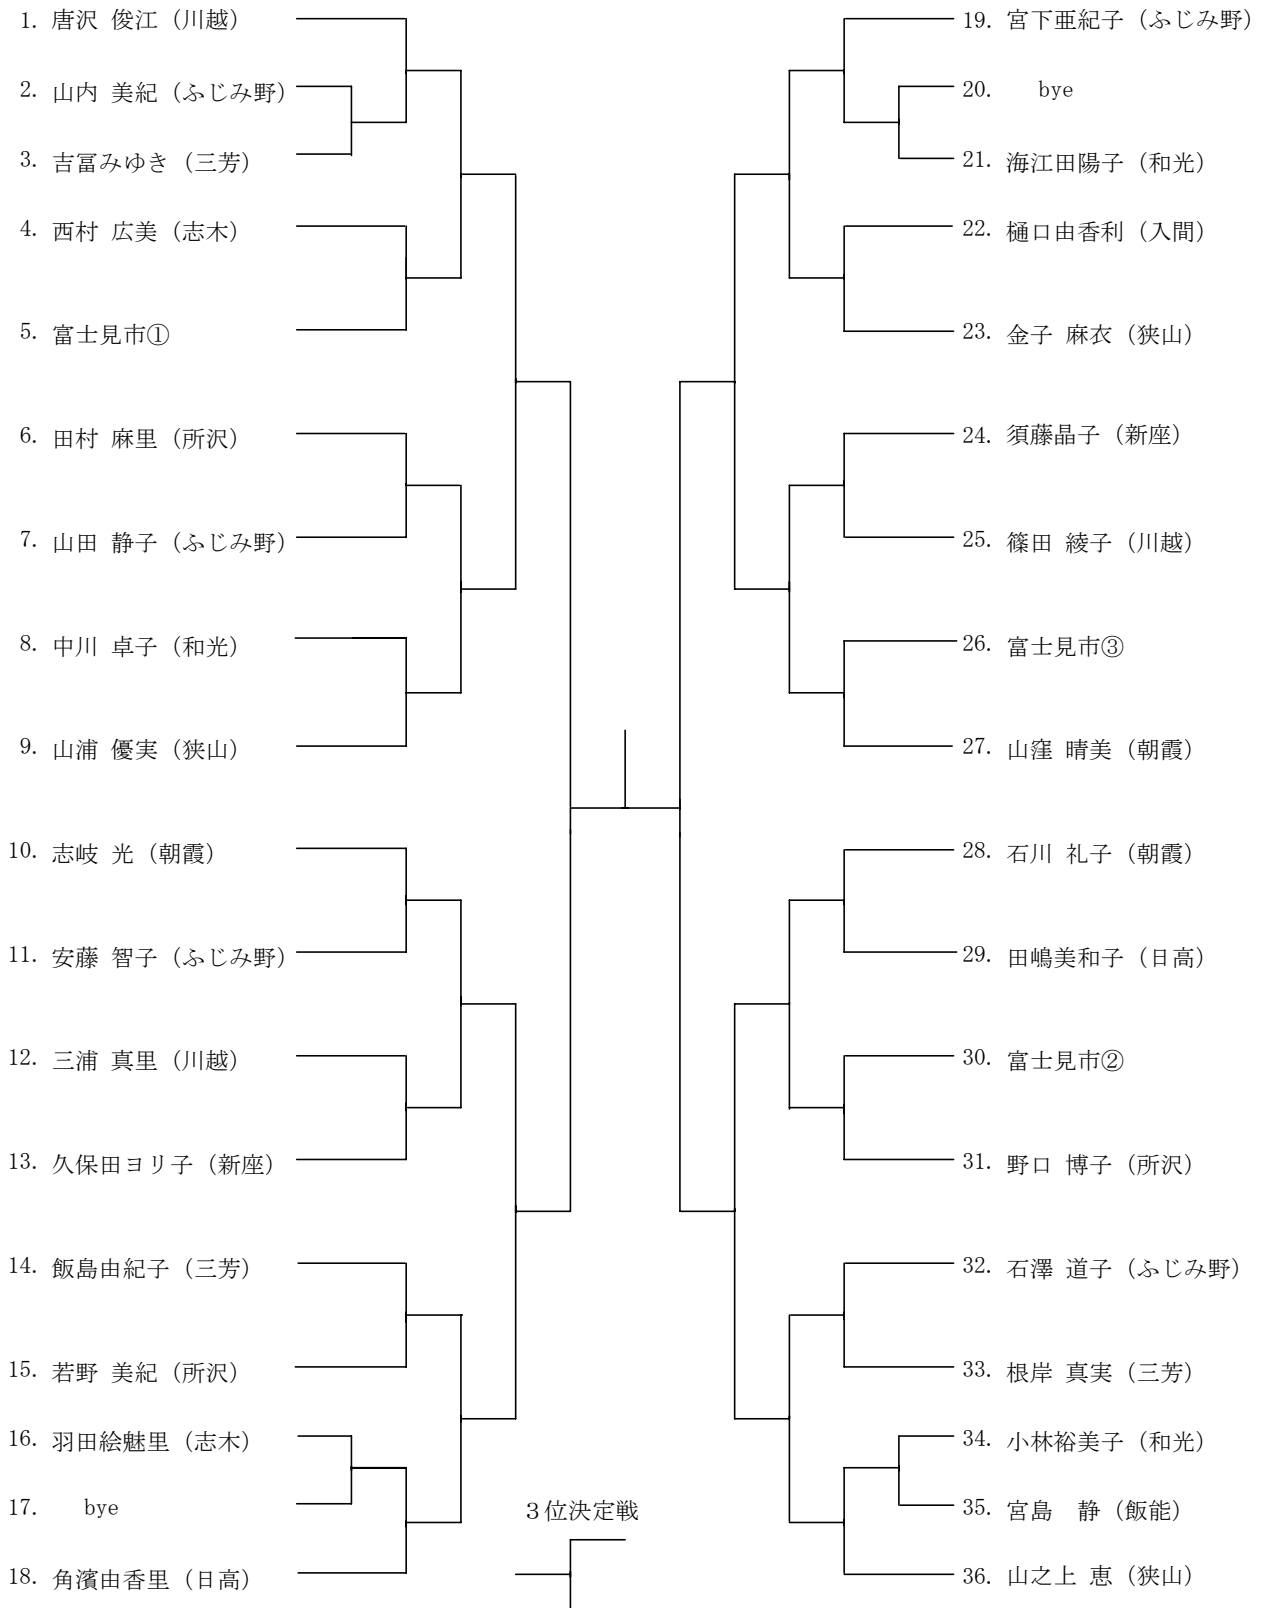 1. 唐沢 俊江（川越）
2. 山内 美紀（ふじみ野）
3. 吉冨みゆき（三芳）
4. 西村 広美（志木）
5. 富士見市①
6. 田村 麻里（所沢）
7. 山田 静子（ふじみ野）
8. 中川 卓子（和光）
9. 山浦 優実（狭山）
10. 志岐 光（朝霞）
11. 安藤 智子（ふじみ野）
12. 三浦 真里（川越）
13. 久保田ヨリ子（新座）
14. 飯島由紀子（三芳）
15. 若野 美紀（所沢）
16. 羽田絵魅里（志木）
17. bye
18. 角濱由香里（日高）
３位決定戦
19. 宮下亜紀子（ふじみ野）
20. bye
21. 海江田陽子（和光）
22. 樋口由香利（入間）
23. 金子 麻衣（狭山）
24. 須藤晶子（新座）
25. 篠田 綾子（川越）
26. 富士見市③
27. 山窪 晴美（朝霞）
28. 石川 礼子（朝霞）
29. 田嶋美和子（日高）
30. 富士見市②
31. 野口 博子（所沢）
32. 石澤 道子（ふじみ野）
33. 根岸 真実（三芳）
34. 小林裕美子（和光）
35. 宮島　静（飯能）
36. 山之上 恵（狭山）